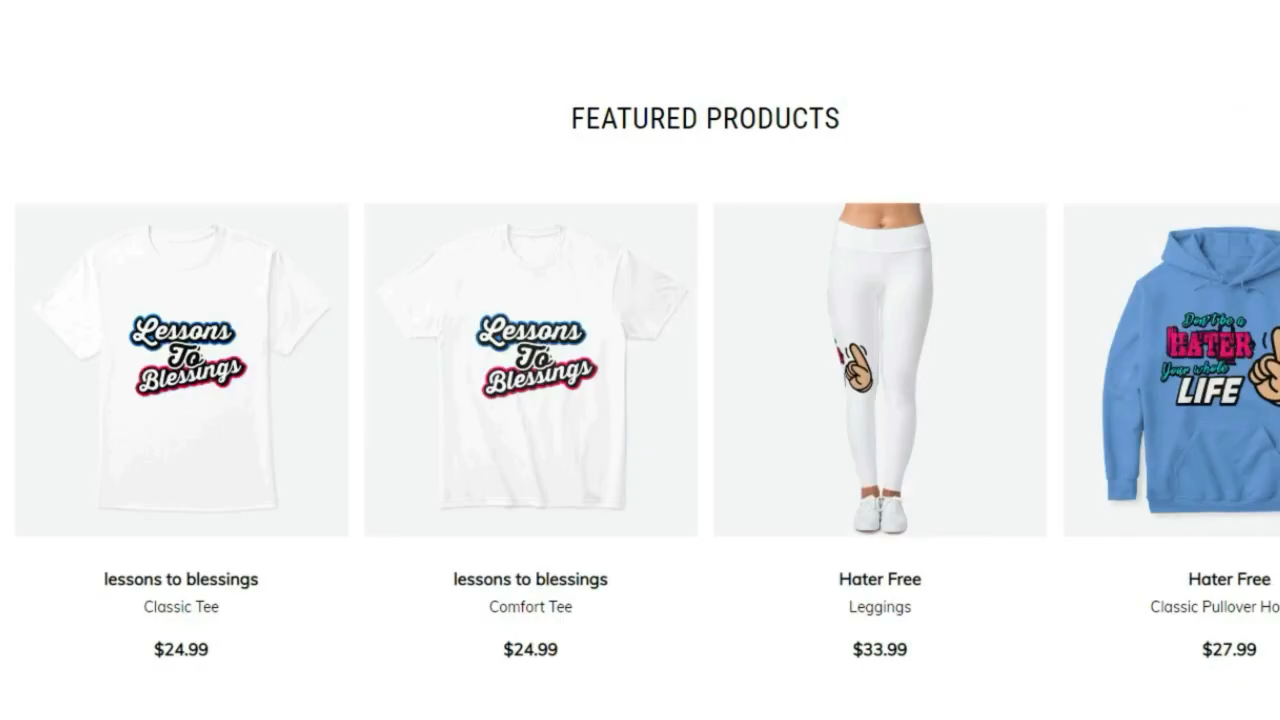 FEATURED PRODUCTS
Lessons
To
Blessings
Lessons
To
Blessings
Don't be a
HATER
Your whole
LIFE
lessons to blessings
Classic Tee
$24.99
lessons to blessings
Comfort Tee
$24.99
Hater Free
Leggings
$33.99
Hater Free
Classic Pullover
$27.99